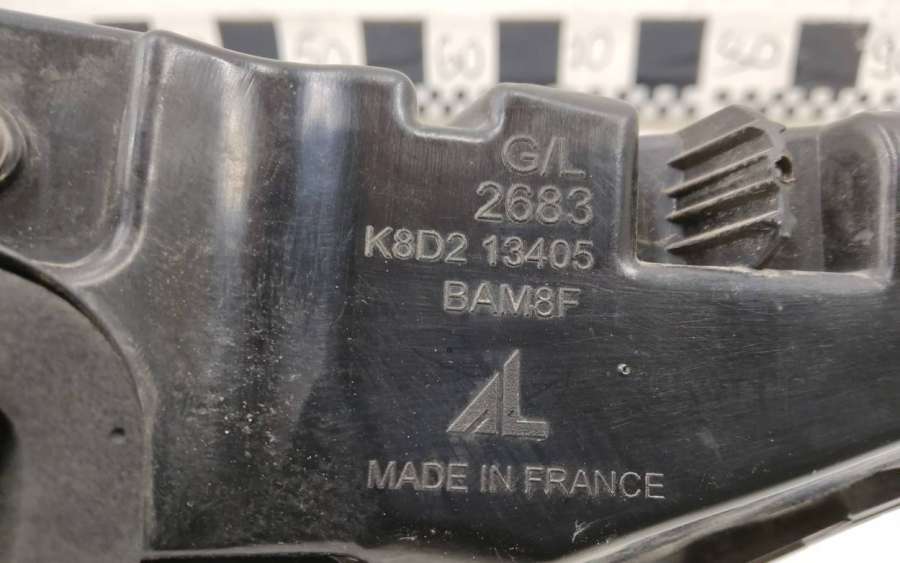 G/L
2683
K8D2 13405
BAM8F
AL
MADE IN FRANCE